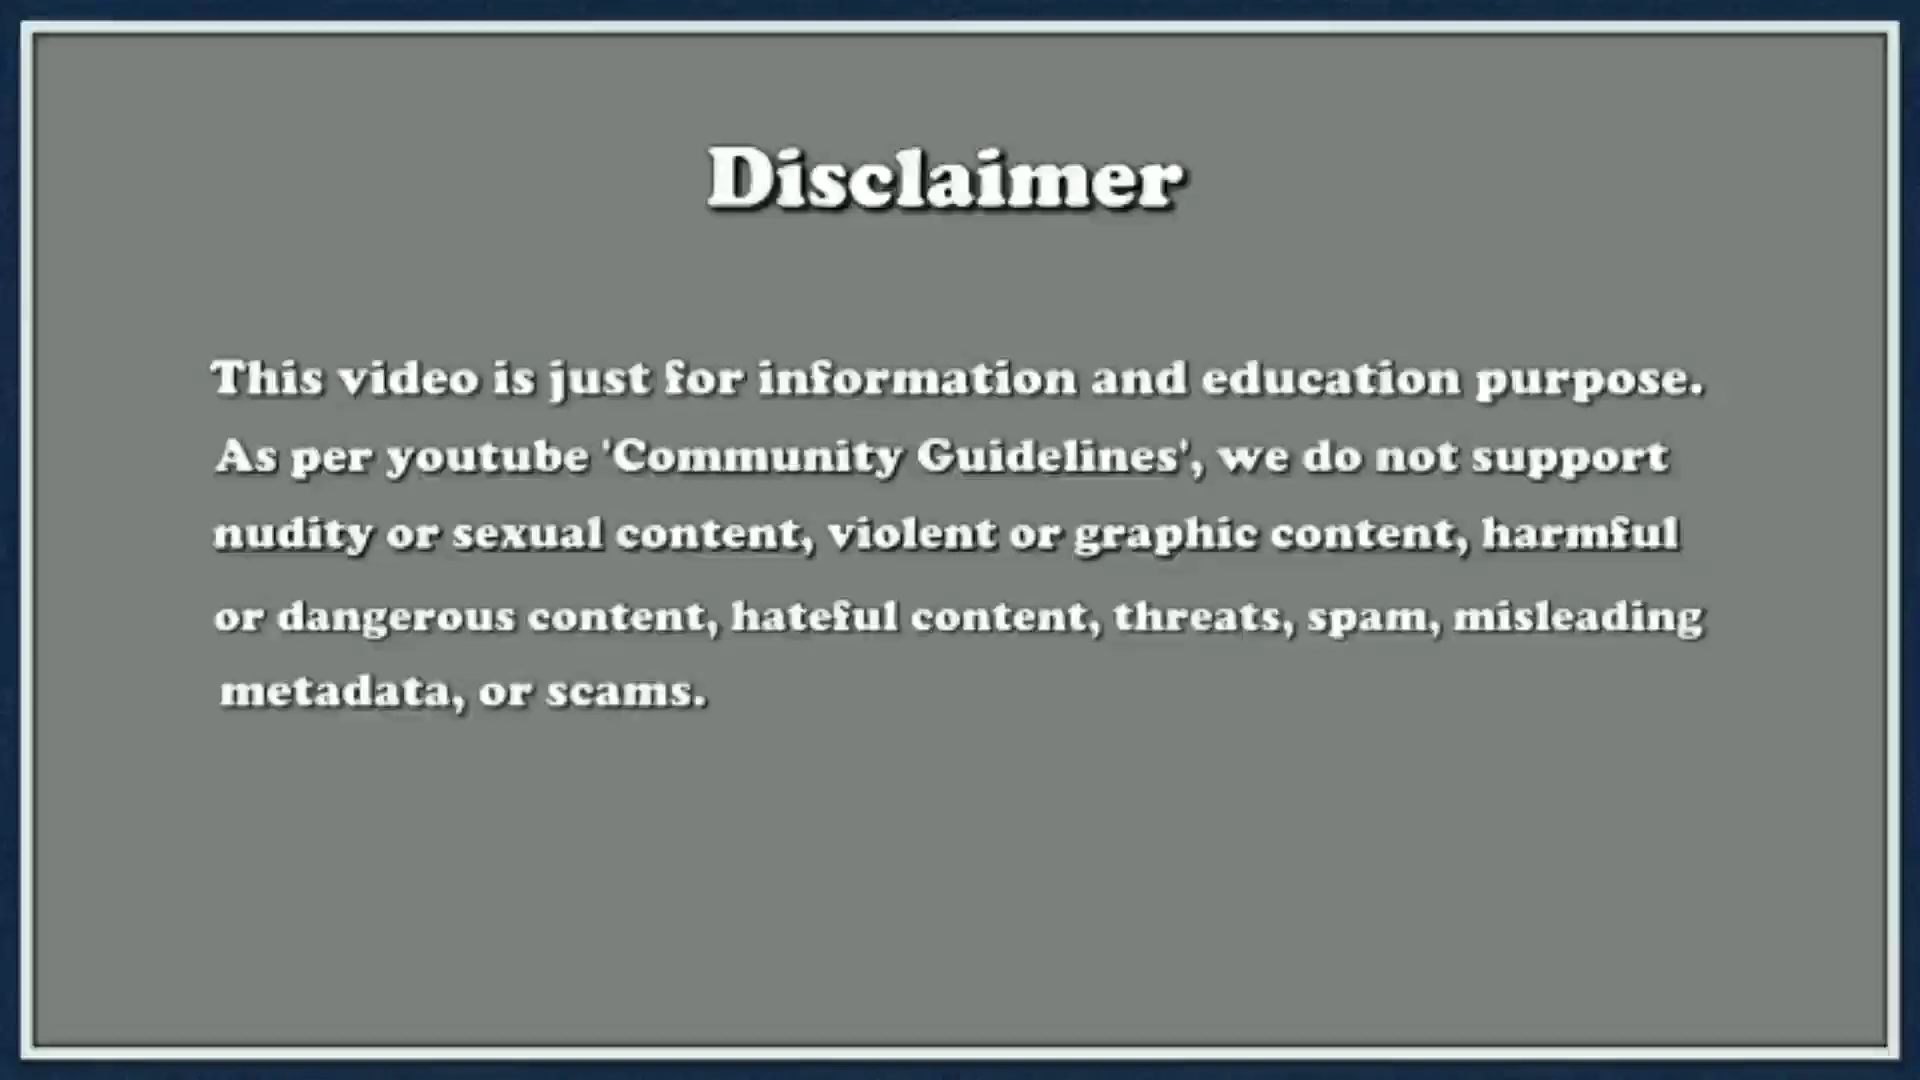 Disclaimer
This video is just for information and education purpose.
As per youtube 'Community Guidelines', we do not support
nudity or sexual content, violent or graphic content, harmful
or dangerous content, hateful content, threats, spam, misleading
metadata, or scams.